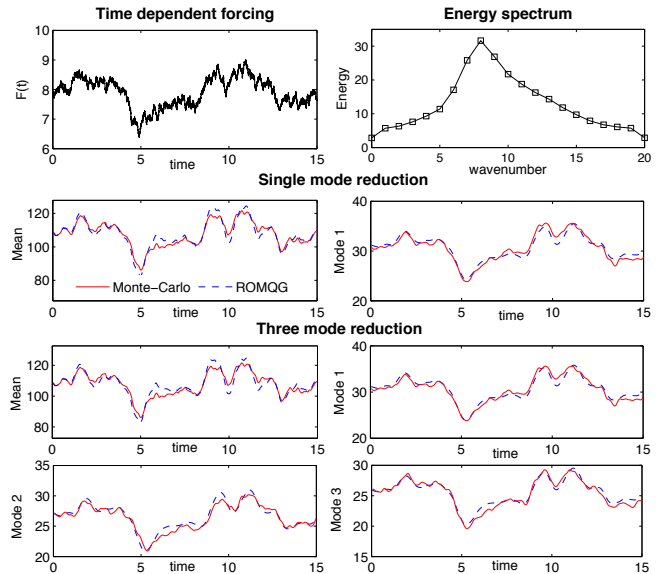 Time dependent forcing
Energy spectrum
F(t)
10
9
8
7
6
0 5 10 15
time
Energy
30
20
10
0
0 5 10 15 20
wavenumber
Single mode reduction
Mean
120
100
80
0 5 10 15
time
Monte−Carlo
ROMQG
Mode 1
40
30
20
0 5 10 15
time
Three mode reduction
Mean
120
100
80
0 5 10 15
time
Mode 1
40
30
20
0 5 10 15
time
Mode 2
35
30
25
20
0 5 10 15
time
Mode 3
30
25
20
15
0 5 10 15
time